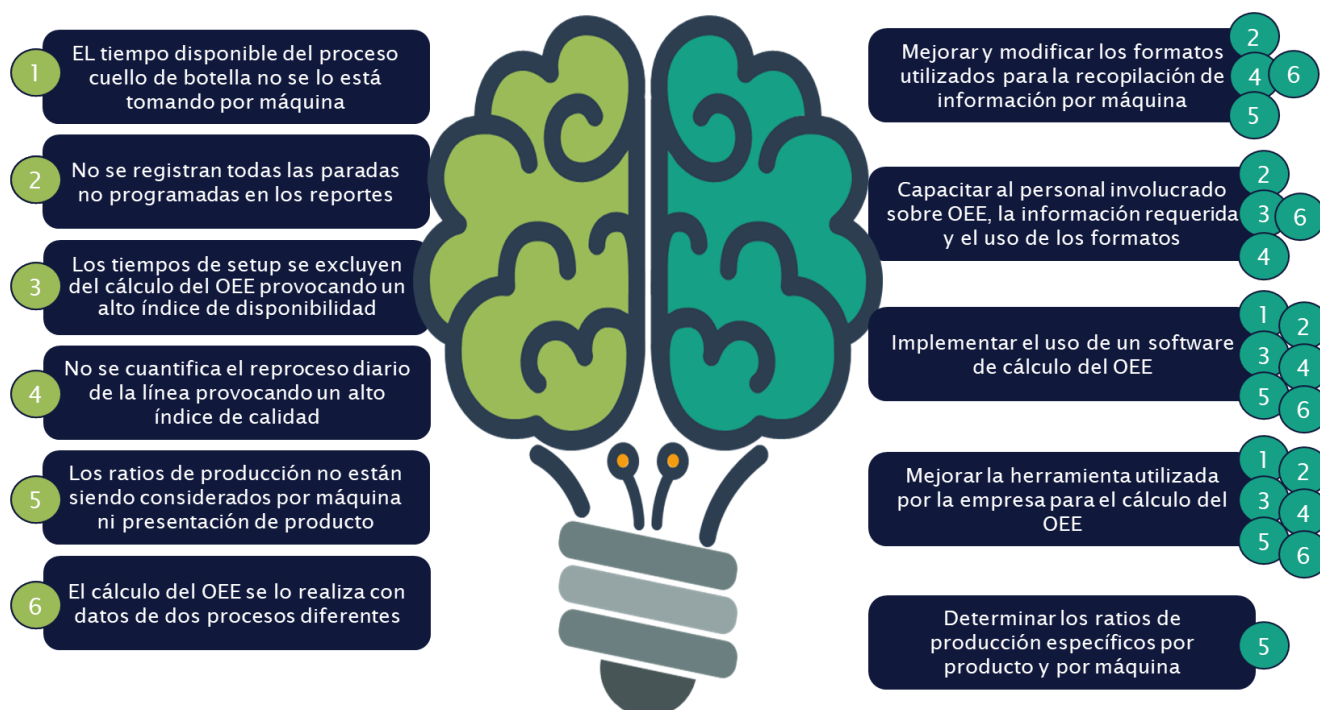 1
EL tiempo disponible del proceso
cuello de botella no se lo está
tomando por máquina
2
No se registran todas las paradas
no programadas en los reportes
3
Los tiempos de setup se excluyen
del cálculo del OEE provocando un
alto índice de disponibilidad
4
No se cuantifica el reproceso diario
de la línea provocando un alto
índice de calidad
5
Los ratios de producción no están
siendo considerados por máquina
ni presentación de producto
6
El cálculo del OEE se lo realiza con
datos de dos procesos diferentes
Mejorar y modificar los formatos
utilizados para la recopilación de
información por máquina
2
4 6
5
Capacitar al personal involucrado
sobre OEE, la información requerida
y el uso de los formatos
2
3 6
4
Implementar el uso de un software
de cálculo del OEE
1 2
3 4
5 6
Mejorar la herramienta utilizada
por la empresa para el cálculo del
OEE
1 2
3 4
5 6
Determinar los ratios de
producción específicos por
producto y por máquina
5